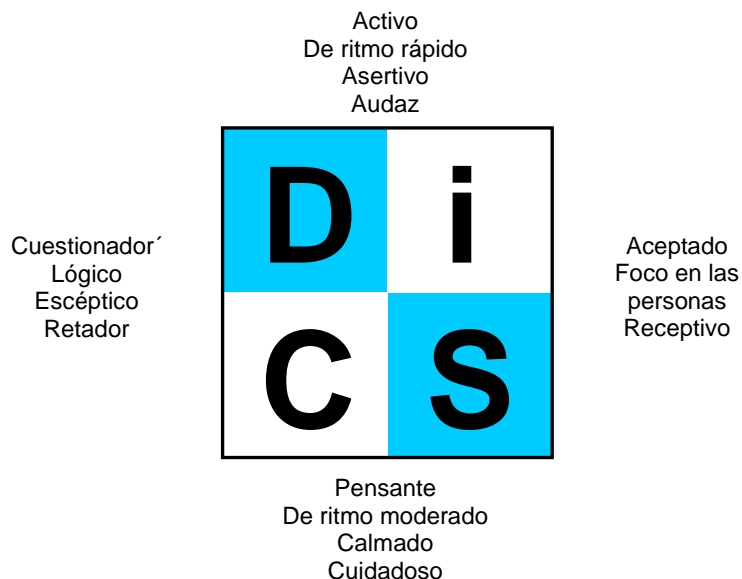 Activo
De ritmo rápido
Asertivo
Audaz
D i
Cuestionador´
Lógico
Escéptico
Retador
Aceptado
Foco en las
personas
Receptivo
C S
Pensante
De ritmo moderado
Calmado
Cuidadoso